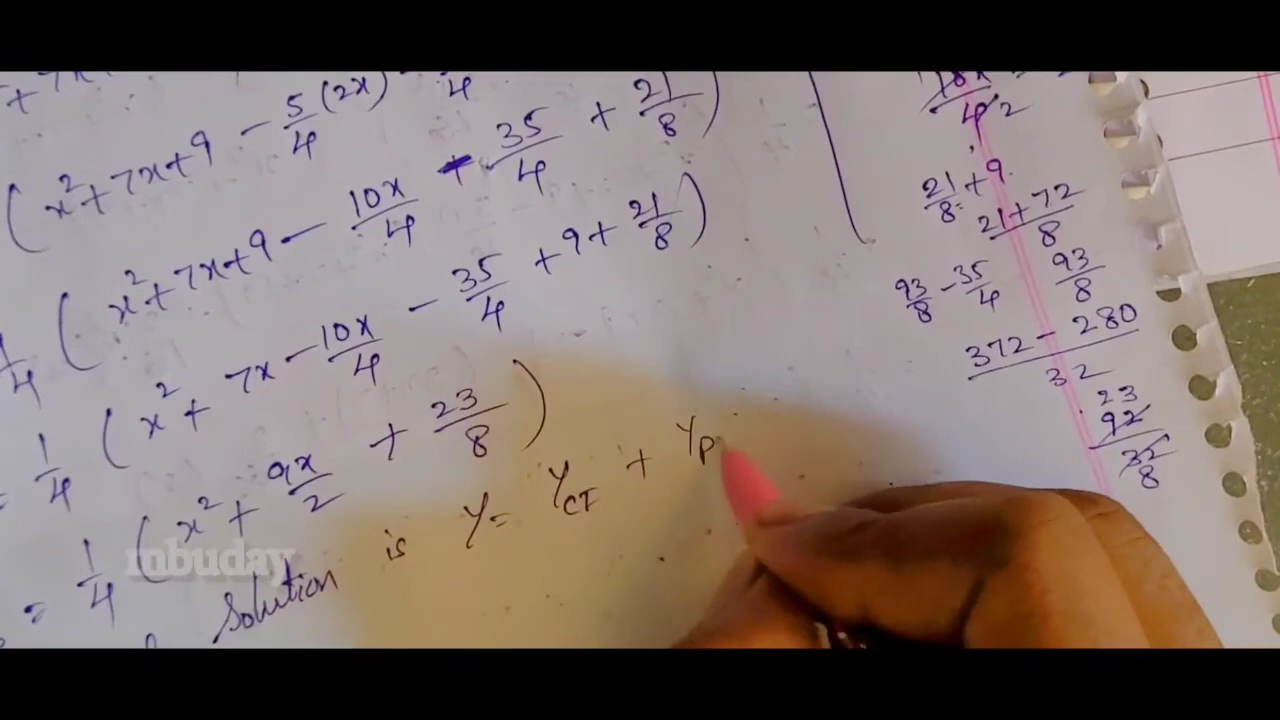 + 7x
(x² + 7x + 9 - 5/4 (2x) - /4
1/4 (x² + 7x + 9 - 10x/4 - 35/4 + 21/8)
= 1/4 (x² + 7x - 10x/4 - 35/4 + 9 + 21/8)
= 1/4 (x² + 9x/2 + 23/8)
solution is y = y_CF + y_P
10x/4 2
21/8 + 9
21+72/8
93/8 - 35/4 93/8
372 - 280/32
23
92/32
8
mbuday